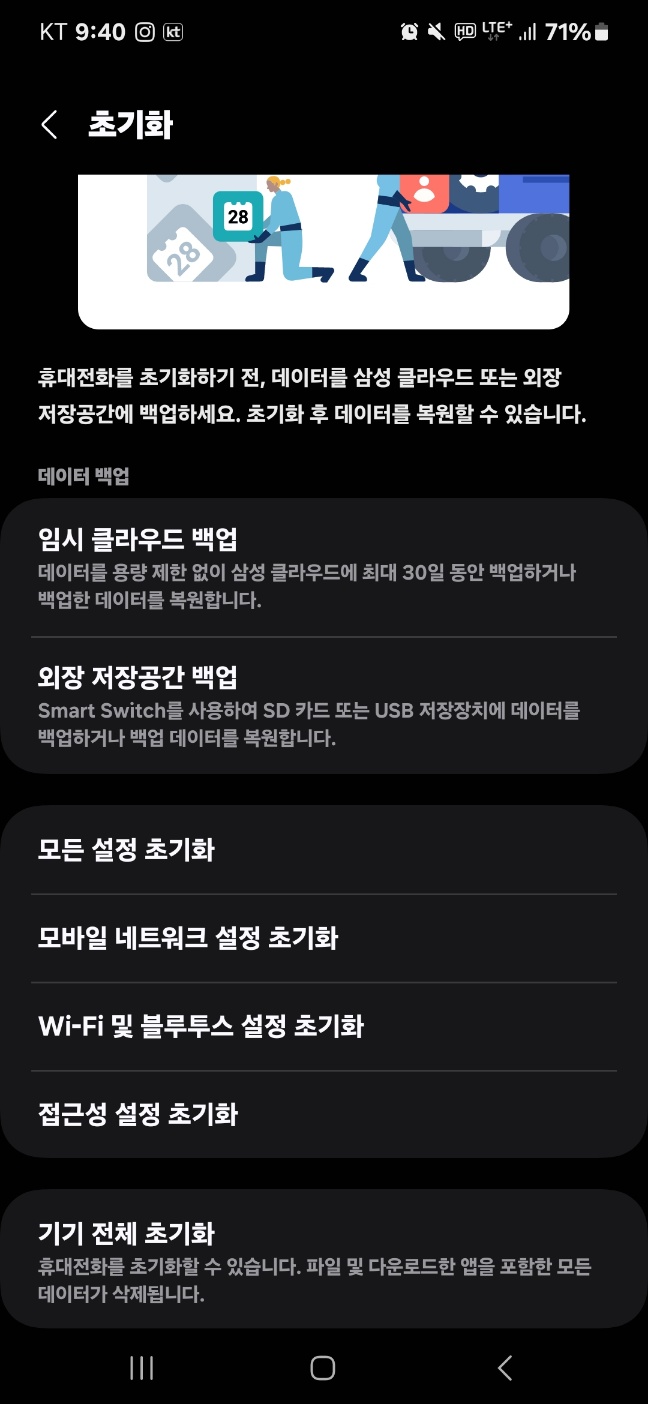 KT 9:40 kt HD LTE+ 71%
초기화
28
28
휴대전화를 초기화하기 전, 데이터를 삼성 클라우드 또는 외장
저장공간에 백업하세요. 초기화 후 데이터를 복원할 수 있습니다.
데이터 백업
임시 클라우드 백업
데이터를 용량 제한 없이 삼성 클라우드에 최대 30일 동안 백업하거나
백업한 데이터를 복원합니다.
외장 저장공간 백업
Smart Switch를 사용하여 SD 카드 또는 USB 저장장치에 데이터를
백업하거나 백업 데이터를 복원합니다.
모든 설정 초기화
모바일 네트워크 설정 초기화
Wi-Fi 및 블루투스 설정 초기화
접근성 설정 초기화
기기 전체 초기화
휴대전화를 초기화할 수 있습니다. 파일 및 다운로드한 앱을 포함한 모든
데이터가 삭제됩니다.